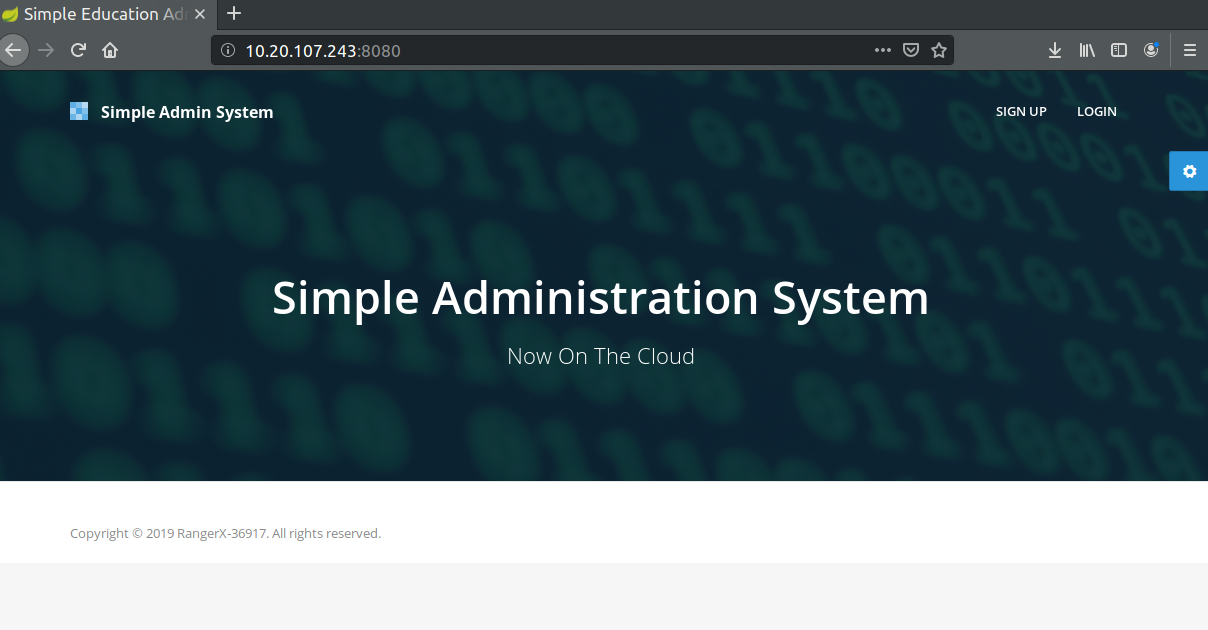 Simple Education Ad
10.20.107.243:8080
Simple Admin System
SIGN UP
LOGIN
Simple Administration System
Now On The Cloud
Copyright © 2019 RangerX-36917. All rights reserved.